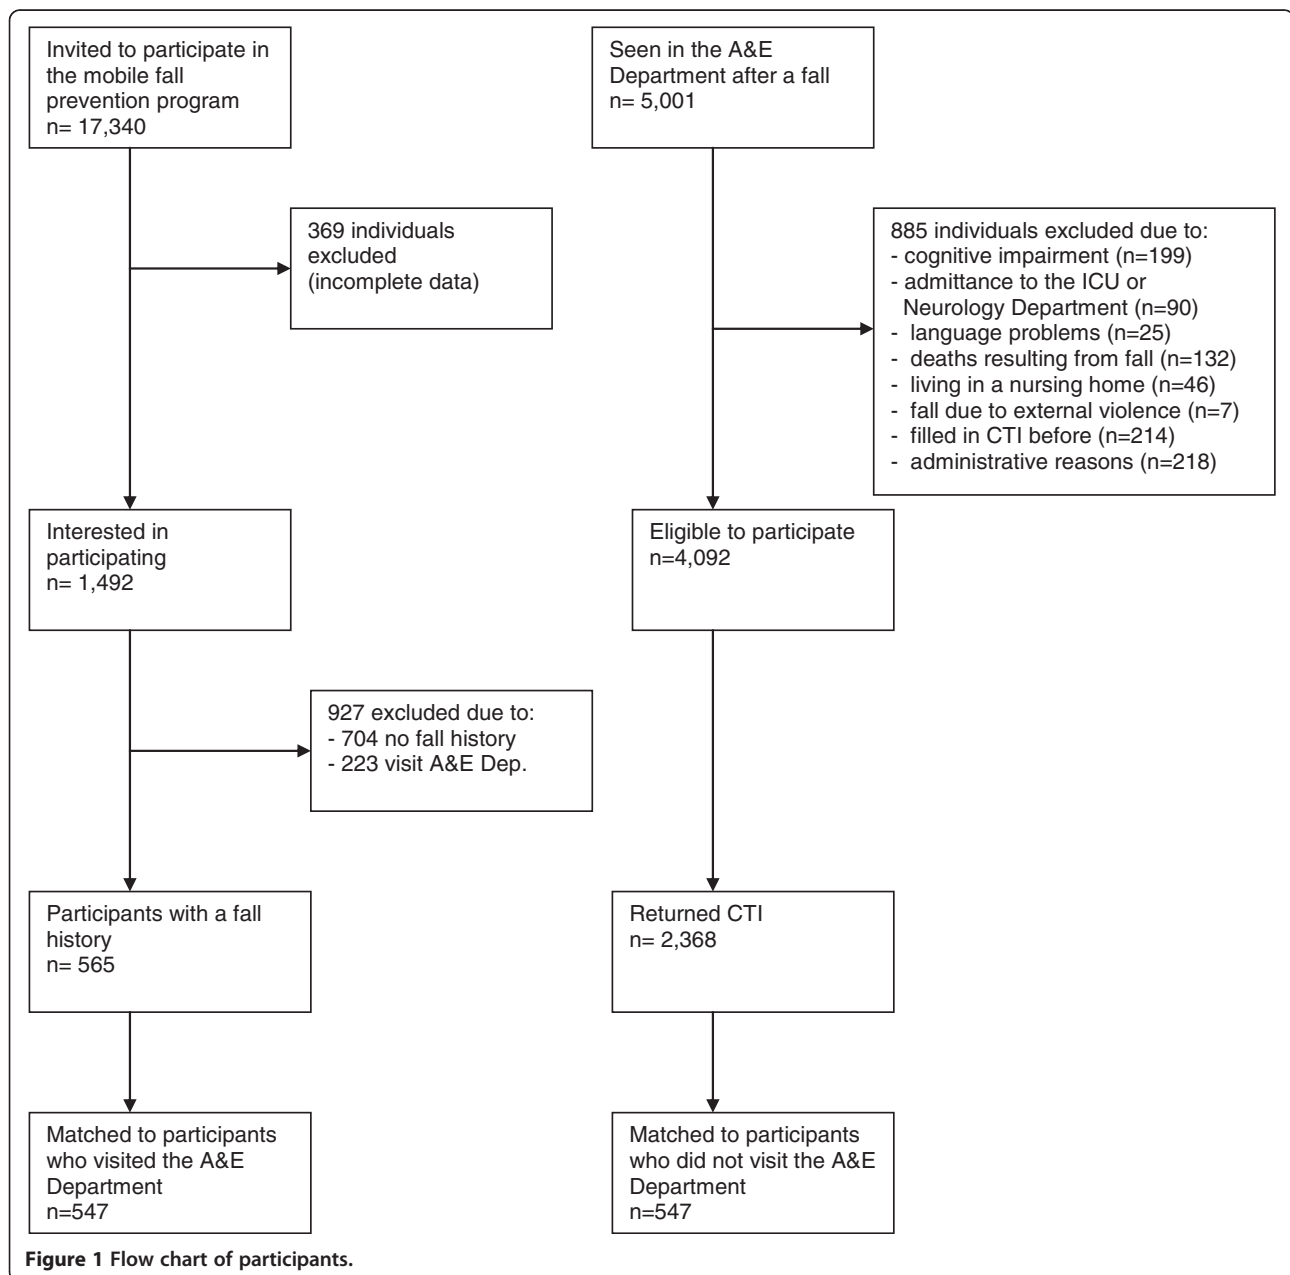 Invited to participate in
the mobile fall
prevention program
n= 17,340
Seen in the A&E
Department after a fall
n= 5,001
369 individuals
excluded
(incomplete data)
885 individuals excluded due to:
- cognitive impairment (n=199)
- admittance to the ICU or
Neurology Department (n=90)
- language problems (n=25)
- deaths resulting from fall (n=132)
- living in a nursing home (n=46)
- fall due to external violence (n=7)
- filled in CTI before (n=214)
- administrative reasons (n=218)
Interested in
participating
n= 1,492
Eligible to participate
n=4,092
927 excluded due to:
- 704 no fall history
- 223 visit A&E Dep.
Participants with a fall
history
n= 565
Returned CTI
n= 2,368
Matched to participants
who visited the A&E
Department
n=547
Matched to participants
who did not visit the A&E
Department
n=547
Figure 1 Flow chart of participants.